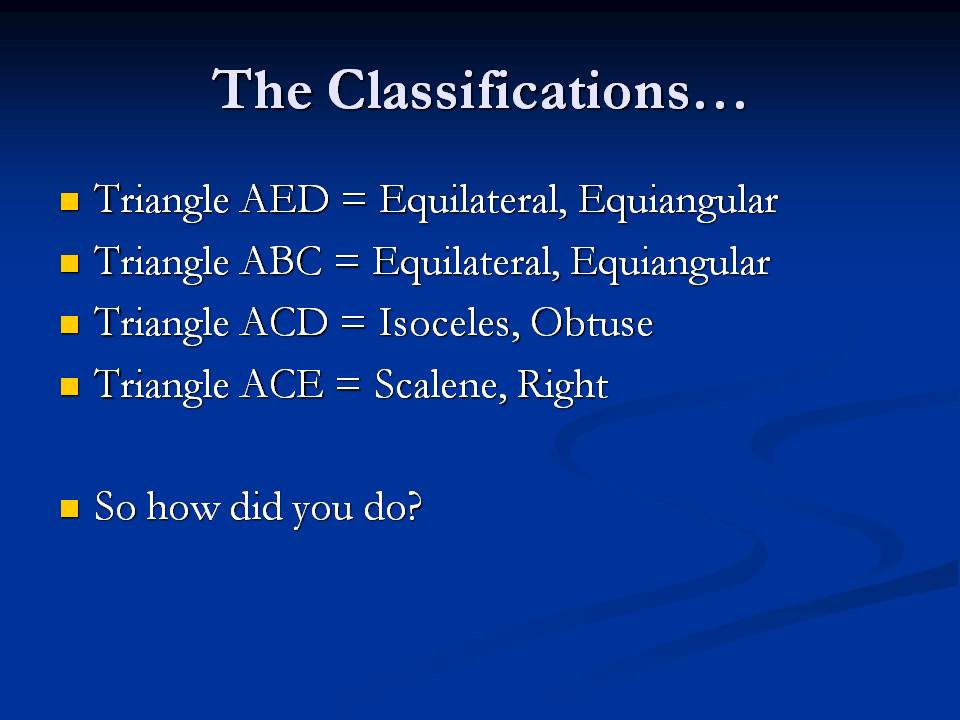 The Classifications…
Triangle AED = Equilateral, Equiangular
Triangle ABC = Equilateral, Equiangular
Triangle ACD = Isoceles, Obtuse
Triangle ACE = Scalene, Right
So how did you do?